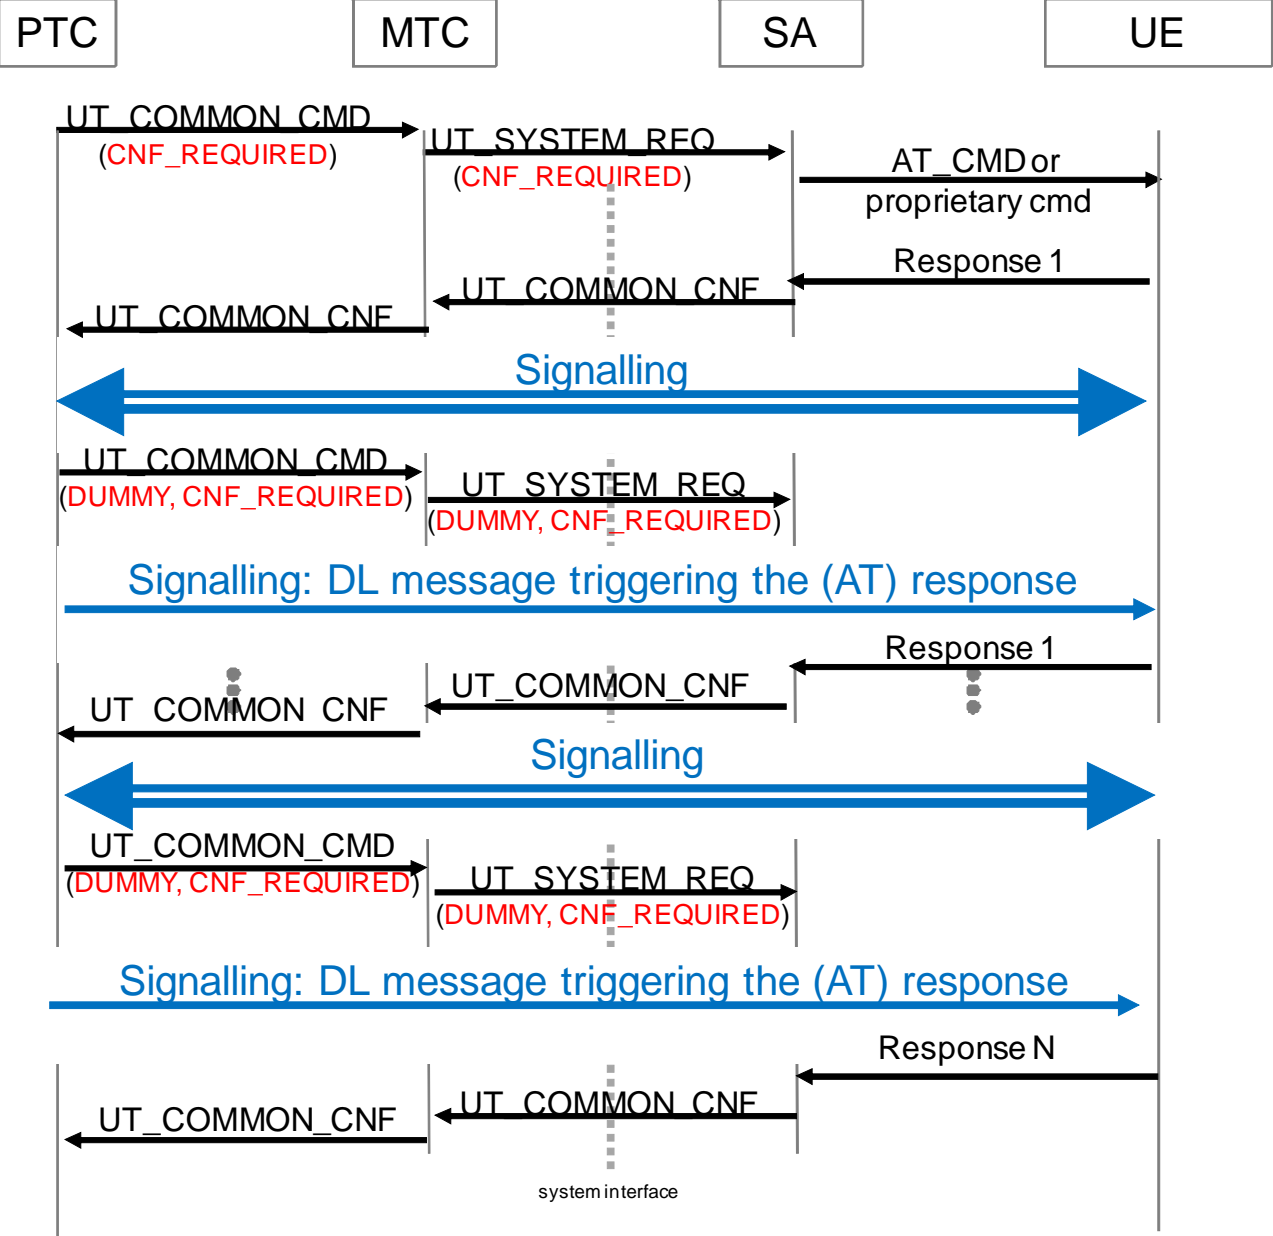 PTC
MTC
SA
UE
UT_COMMON_CMD
(CNF_REQUIRED)
UT_SYSTEM_REQ
(CNF_REQUIRED)
AT_CMD or
proprietary cmd
Response 1
UT_COMMON_CNF
UT_COMMON_CNF
Signalling
UT_COMMON_CMD
(DUMMY, CNF_REQUIRED)
UT_SYSTEM_REQ
(DUMMY, CNF_REQUIRED)
Signalling: DL message triggering the (AT) response
Response 1
UT_COMMON_CNF
UT_COMMON_CNF
Signalling
UT_COMMON_CMD
(DUMMY, CNF_REQUIRED)
UT_SYSTEM_REQ
(DUMMY, CNF_REQUIRED)
Signalling: DL message triggering the (AT) response
Response N
UT_COMMON_CNF
UT_COMMON_CNF
system interface